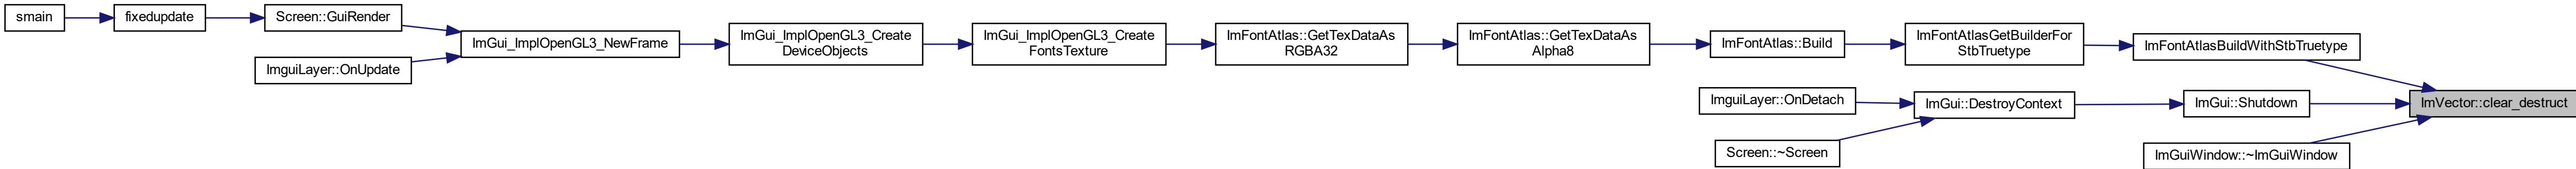 smain
fixedupdate
Screen::GuiRender
ImguiLayer::OnUpdate
ImGui_ImplOpenGL3_NewFrame
ImGui_ImplOpenGL3_Create
DeviceObjects
ImGui_ImplOpenGL3_Create
FontsTexture
ImFontAtlas::GetTexDataAs
RGBA32
ImFontAtlas::GetTexDataAs
Alpha8
ImFontAtlas::Build
ImFontAtlasGetBuilderFor
StbTruetype
ImFontAtlasBuildWithStbTruetype
ImguiLayer::OnDetach
Screen::~Screen
ImGui::DestroyContext
ImGui::Shutdown
ImGuiWindow::~ImGuiWindow
ImVector::clear_destruct